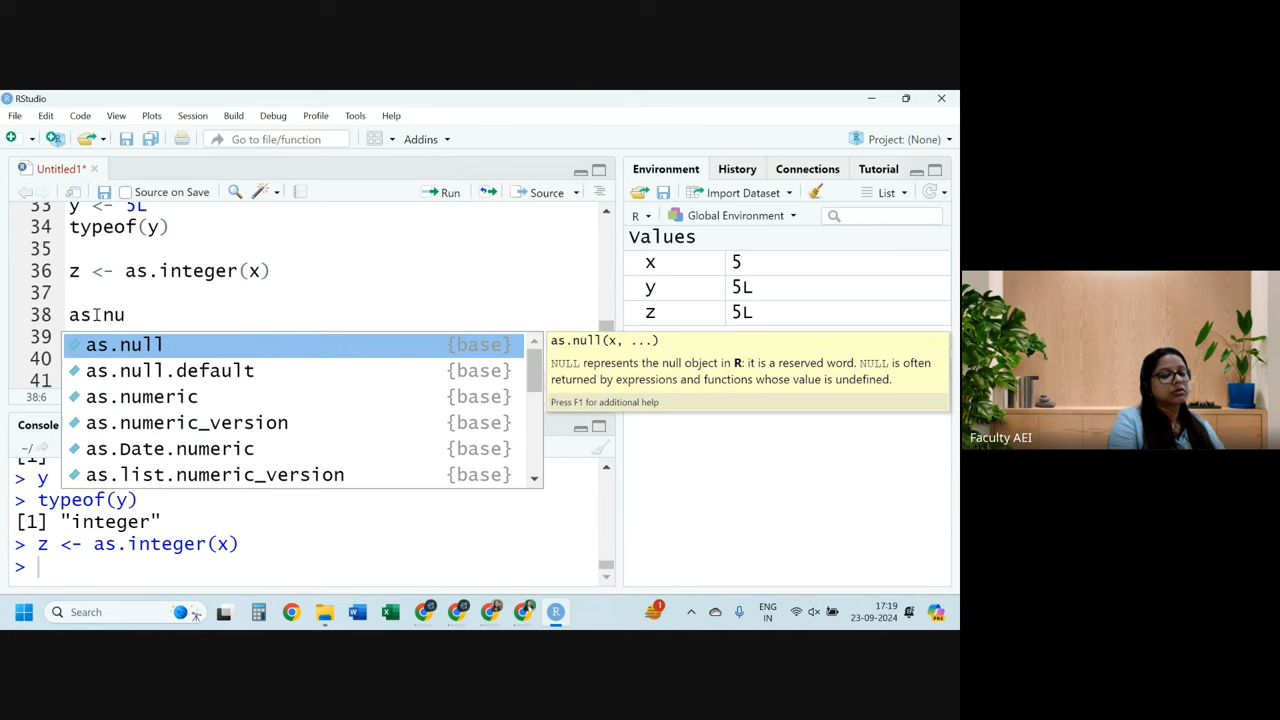 RStudio
File Edit Code View Plots Session Build Debug Profile Tools Help
Go to file/function Addins Project: (None)
Untitled1*
Source on Save Run Source
33 y <- 5L
34 typeof(y)
35
36 z <- as.integer(x)
37
38 as.nu
39
40
41
38:6
as.null {base}
as.null.default {base}
as.numeric {base}
as.numeric_version {base}
as.Date.numeric {base}
as.list.numeric_version {base}
as.null(x, ...)
NULL represents the null object in R: it is a reserved word. NULL is often
returned by expressions and functions whose value is undefined.
Press F1 for additional help
Console
~/
[1]
> y
> typeof(y)
[1] "integer"
> z <- as.integer(x)
>
Environment History Connections Tutorial
Import Dataset List
R Global Environment
Values
x 5
y 5L
z 5L
Faculty AEI
Search
ENG
IN
17:19
23-09-2024